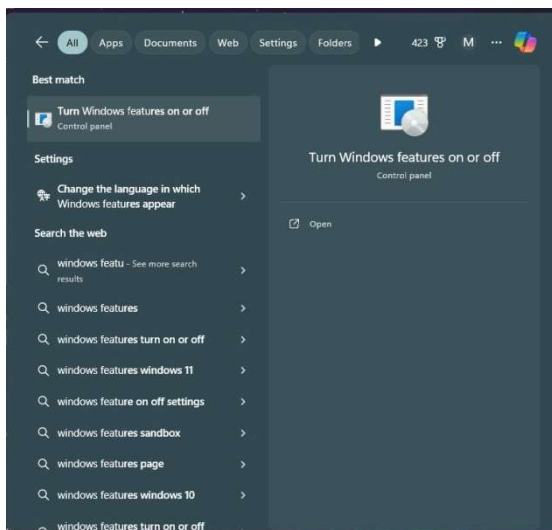 All Apps Documents Web Settings Folders 423 M ...
Best match
Turn Windows features on or off
Control panel
Settings
Change the language in which
Windows features appear
Search the web
windows featu - See more search
results
windows features
windows features turn on or off
windows features windows 11
windows feature on off settings
windows features sandbox
windows features page
windows features windows 10
windows features turn on or off
Turn Windows features on or off
Control panel
Open